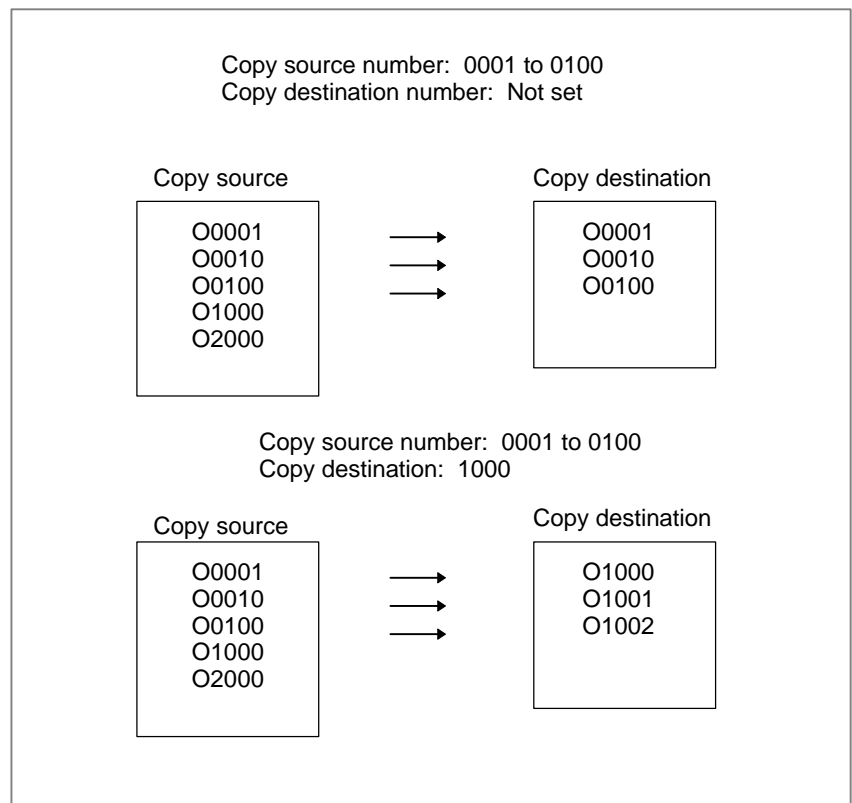 Copy source number: 0001 to 0100
Copy destination number: Not set
Copy source
Copy destination
O0001
O0010
O0100
O1000
O2000
O0001
O0010
O0100
Copy source number: 0001 to 0100
Copy destination: 1000
Copy source
Copy destination
O0001
O0010
O0100
O1000
O2000
O1000
O1001
O1002